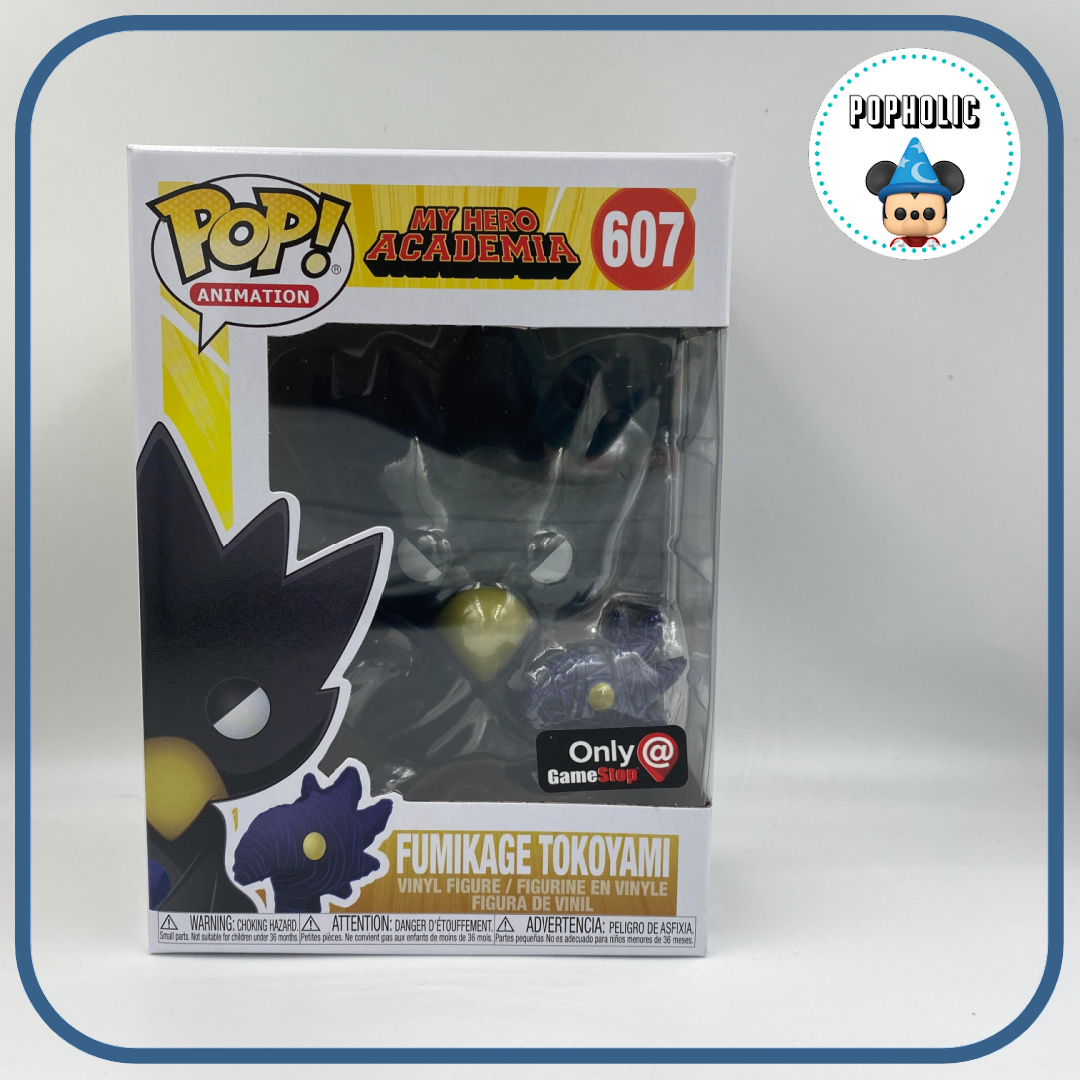 POPHOLIC
POP!®
ANIMATION
MY HERO
ACADEMIA
607
Only @
GameStop
FUMIKAGE TOKOYAMI
VINYL FIGURE / FIGURINE EN VINYLE
FIGURA DE VINIL
WARNING: CHOKING HAZARD.
Small parts. Not suitable for children under 36 months.
ATTENTION: DANGER D'ÉTOUFFEMENT.
Petites pièces. Ne convient pas aux enfants de moins de 36 mois.
ADVERTENCIA: PELIGRO DE ASFIXIA.
Partes pequeñas No es adecuado para niños menores de 36 meses.